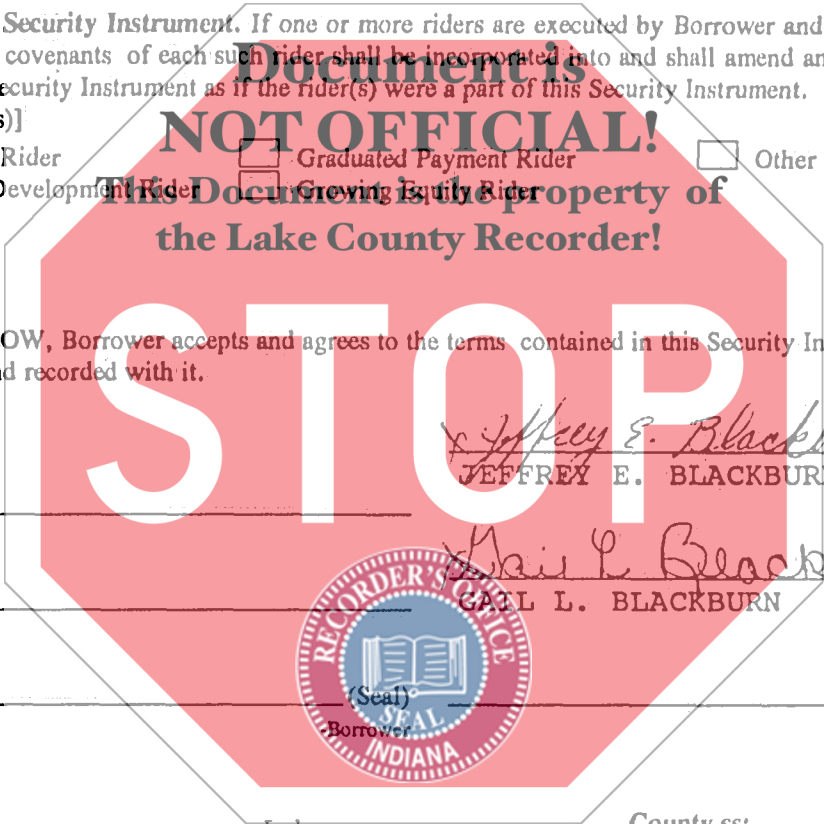 Security Instrument. If one or more riders are executed by Borrower and
covenants of each such rider shall be incorporated into and shall amend an
ecurity Instrument as if the rider(s) were a part of this Security Instrument.
s)]
Rider Graduated Payment Rider Other
Development Rider Growing Equity Rider
Document is
NOT OFFICIAL!
This Document is the property of
the Lake County Recorder!
STOP
OW, Borrower accepts and agrees to the terms contained in this Security In
d recorded with it.
Jeffrey E. Black
JEFFREY E. BLACKBUR
Gail L Black
GAIL L. BLACKBURN
RECORDER'S OFFICE
SEAL
INDIANA
(Seal)
-Borrower
County ss: